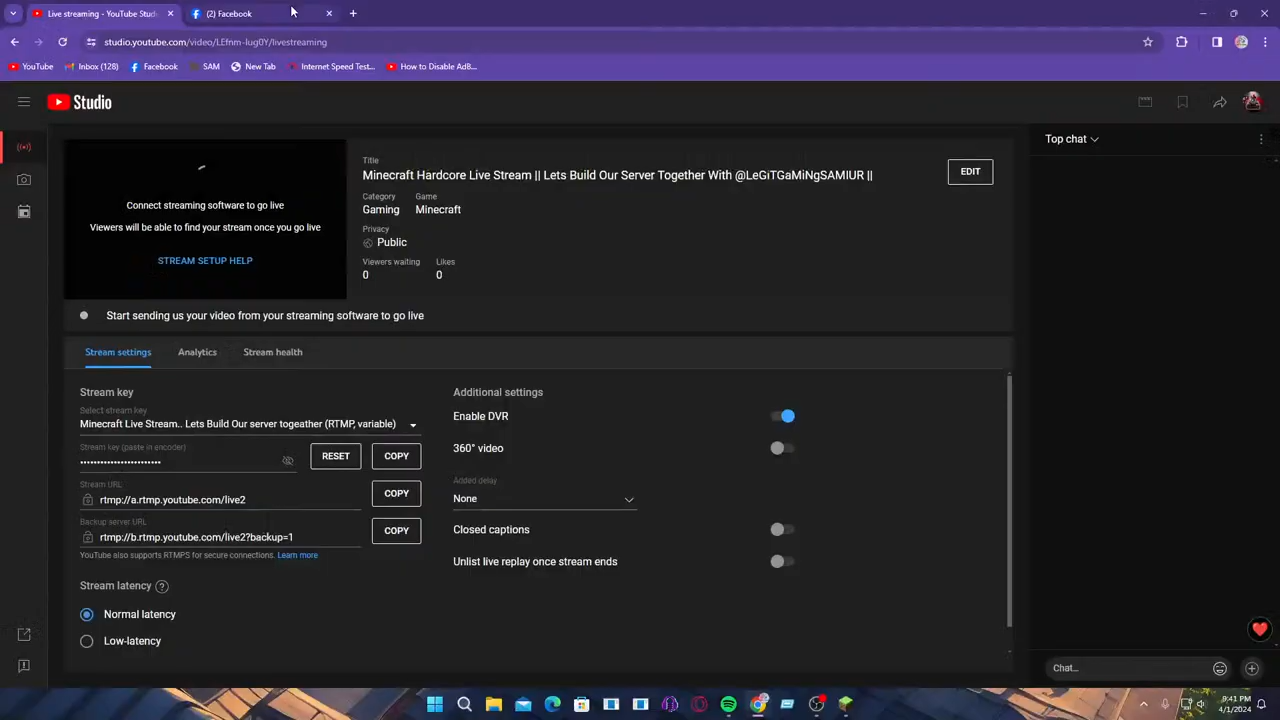 Live streaming - YouTube Studi
(2) Facebook
studio.youtube.com/video/LEfnm-Iug0Y/livestreaming
YouTube
Inbox (128)
Facebook
SAM
New Tab
Internet Speed Test...
How to Disable AdB...
Studio
Connect streaming software to go live
Viewers will be able to find your stream once you go live
STREAM SETUP HELP
Title
Minecraft Hardcore Live Stream || Lets Build Our Server Together With @LeGiTGaMiNgSAMIUR ||
EDIT
Category
Gaming
Game
Minecraft
Privacy
Public
Viewers waiting
0
Likes
0
Top chat
Start sending us your video from your streaming software to go live
Stream settings
Analytics
Stream health
Stream key
Select stream key
Minecraft Live Stream.. Lets Build Our server togeather (RTMP, variable)
Stream key (paste in encoder)
RESET
COPY
Stream URL
rtmp://a.rtmp.youtube.com/live2
COPY
Backup server URL
rtmp://b.rtmp.youtube.com/live2?backup=1
COPY
YouTube also supports RTMPS for secure connections. Learn more
Stream latency
Normal latency
Low-latency
Additional settings
Enable DVR
360° video
Added delay
None
Closed captions
Unlist live replay once stream ends
Chat...
9:41 PM
4/1/2024